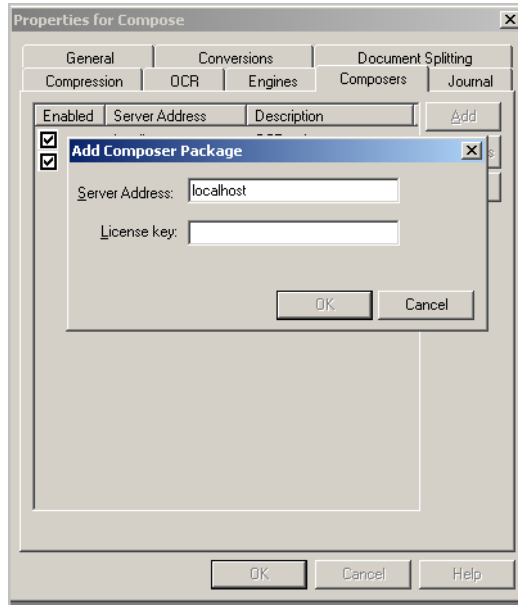 Properties for Compose
General Conversions Document Splitting
Compression OCR Engines Composers Journal
Enabled Server Address Description Add
Add Composer Package
Server Address: localhost
License key:
OK Cancel
OK Cancel Help